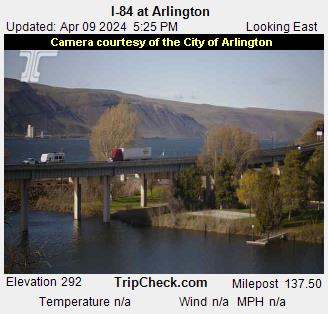 I-84 at Arlington
Updated: Apr 09 2024 5:25 PM Looking East
Camera courtesy of the City of Arlington
Elevation 292 TripCheck.com Milepost 137.50
Temperature n/a Wind n/a MPH n/a